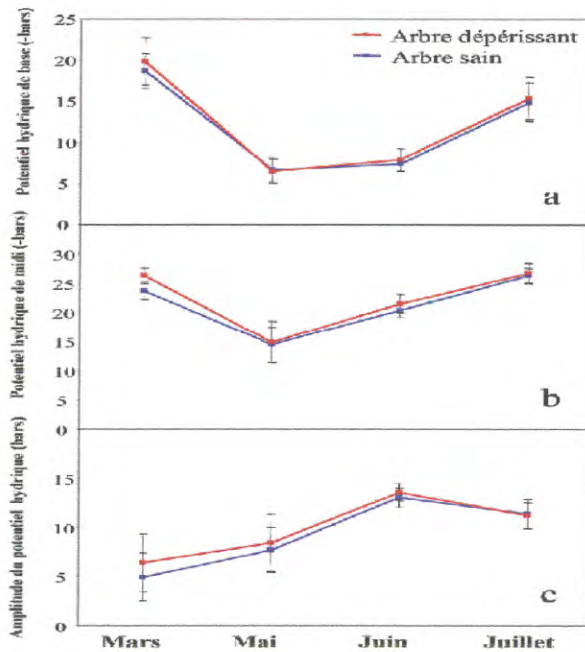 Potentiel hydrique de base (-bars)
25
20
15
10
5
0
Arbre dépérissant
Arbre sain
a
Potentiel hydrique de midi (-bars)
30
25
20
15
10
5
0
b
Amplitude du potentiel hydrique (bars)
15
10
5
0
c
Mars Mai Juin Juillet